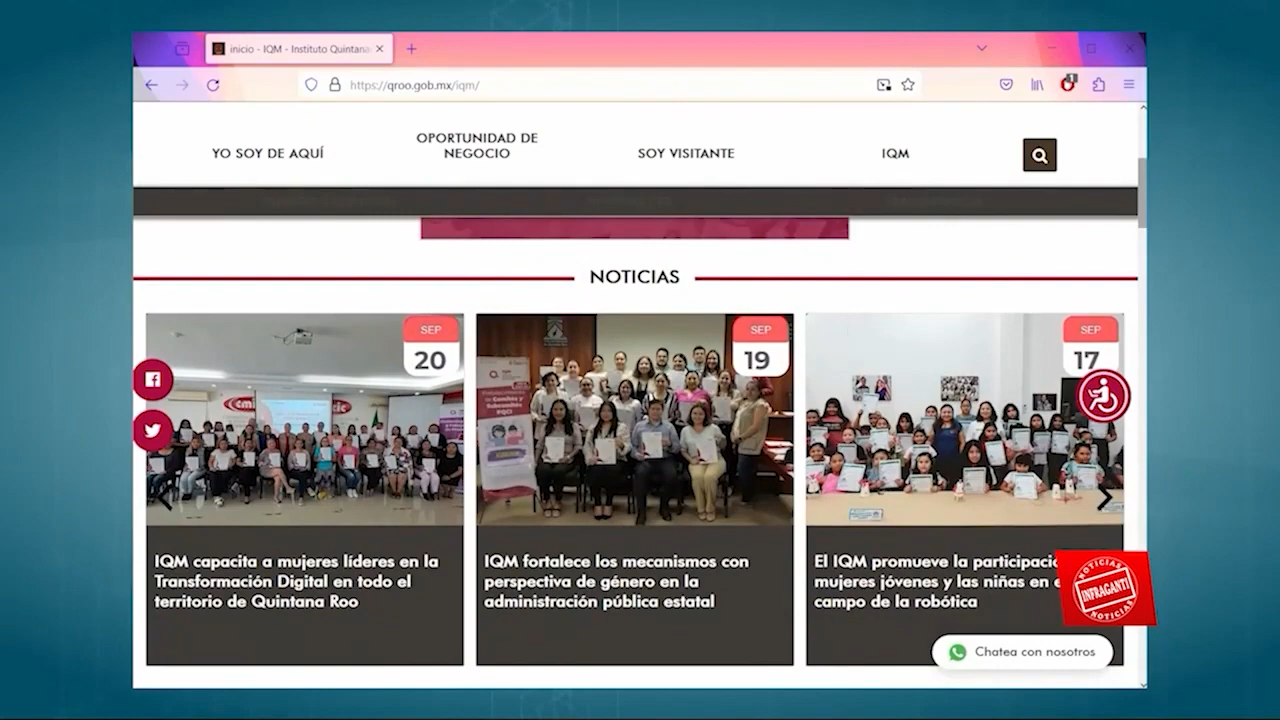 inicio - IQM - Instituto Quintana
https://qroo.gob.mx/iqm/
1
YO SOY DE AQUÍ
OPORTUNIDAD DE
NEGOCIO
SOY VISITANTE
IQM
NOTICIAS
SEP
20
SEP
19
SEP
17
IQM capacita a mujeres líderes en la
Transformación Digital en todo el
territorio de Quintana Roo
IQM fortalece los mecanismos con
perspectiva de género en la
administración pública estatal
El IQM promueve la participació
mujeres jóvenes y las niñas en e
campo de la robótica
NOTICIAS
INFRAGANTI
NOTICIAS
Chatea con nosotros